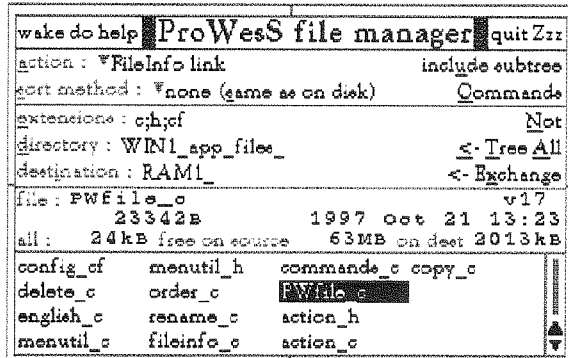 wake do help ProWesS file manager quit Zzz
action : FileInfo link include subtree
sort method : none (same as on disk) Commands
extensions : c;h;cf Not
directory : WIN1_app_files_ <- Tree All
destination : RAM1_ <- Exchange
file : PWfile_c v17
23342B 1997 Oct 21 13:23
all : 24kB free on source 63MB on dest 2013kB
config_cf menutil_h commands_c copy_c
delete_c order_c PWfile_c
english_c rename_c action_h
menutil_c fileinfo_c action_c